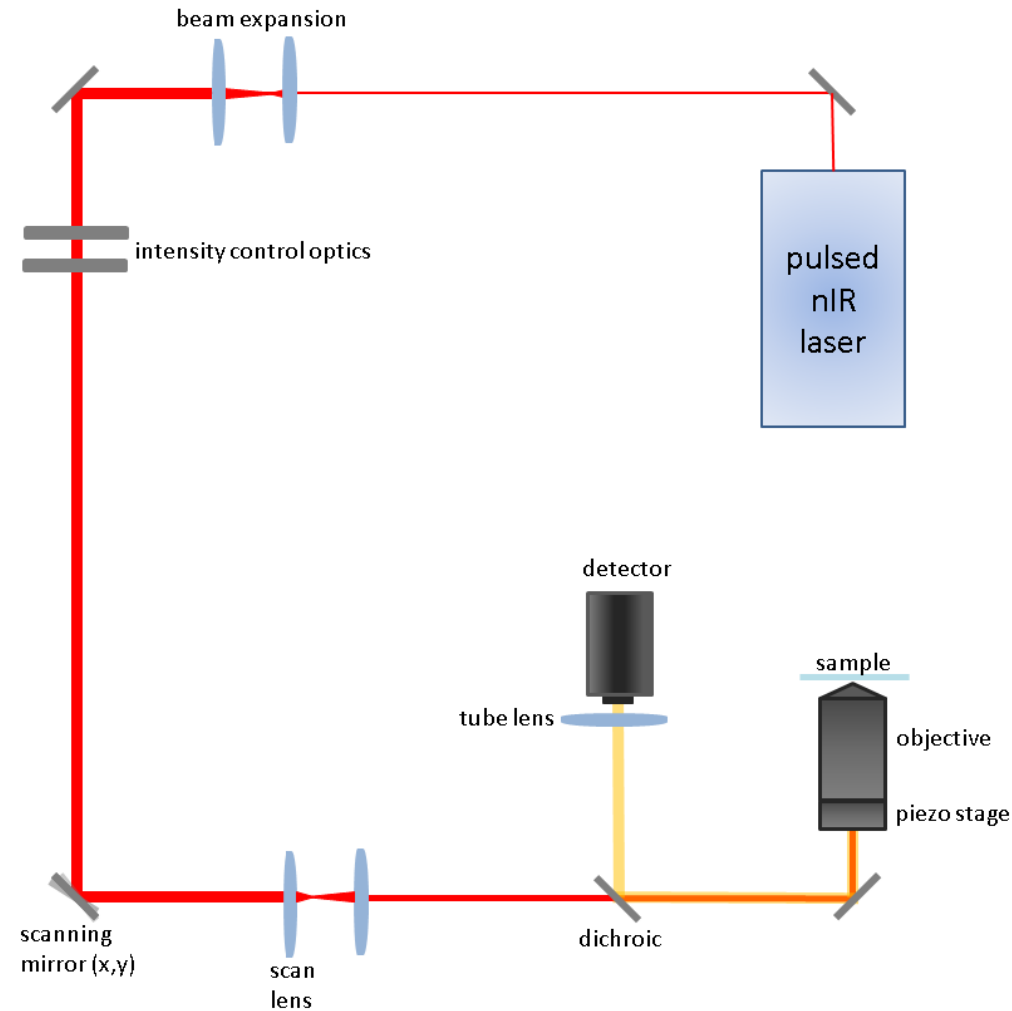 beam expansion
intensity control optics
pulsed
nIR
laser
detector
sample
tube lens
objective
piezo stage
scanning
mirror (x,y)
dichroic
scan
lens